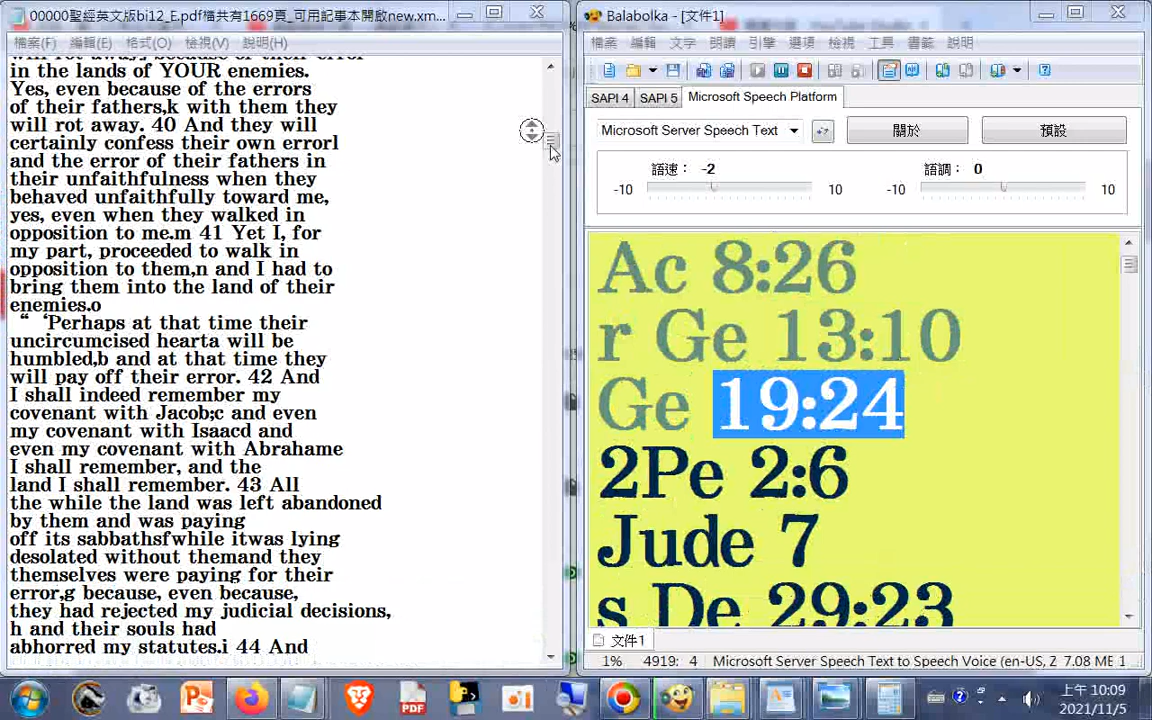 00000聖經英文版bi12_E.pdf檔共有1669頁_可用記事本開啟new.xm...
檔案(F) 編輯(E) 格式(O) 檢視(V) 說明(H)
in the lands of YOUR enemies.
Yes, even because of the errors
of their fathers,k with them they
will rot away. 40 And they will
certainly confess their own errorl
and the error of their fathers in
their unfaithfulness when they
behaved unfaithfully toward me,
yes, even when they walked in
opposition to me.m 41 Yet I, for
my part, proceeded to walk in
opposition to them,n and I had to
bring them into the land of their
enemies.o
“ ‘Perhaps at that time their
uncircumcised hearta will be
humbled,b and at that time they
will pay off their error. 42 And
I shall indeed remember my
covenant with Jacob;c and even
my covenant with Isaacd and
even my covenant with Abrahame
I shall remember, and the
land I shall remember. 43 All
the while the land was left abandoned
by them and was paying
off its sabbathsfwhile itwas lying
desolated without themand they
themselves were paying for their
error,g because, even because,
they had rejected my judicial decisions,
h and their souls had
abhorred my statutes.i 44 And
Balabolka - [文件1]
檔案 編輯 文字 朗讀 引擎 選項 檢視 工具 書籤 說明
SAPI 4 SAPI 5 Microsoft Speech Platform
Microsoft Server Speech Text 關於 預設
語速： -2 語調： 0
-10 10 -10 10
Ac 8:26
r Ge 13:10
Ge 19:24
2Pe 2:6
Jude 7
s De 29:23
文件1
1% 4919: 4 Microsoft Server Speech Text to Speech Voice (en-US, Z 7.08 ME 1
上午 10:09
2021/11/5